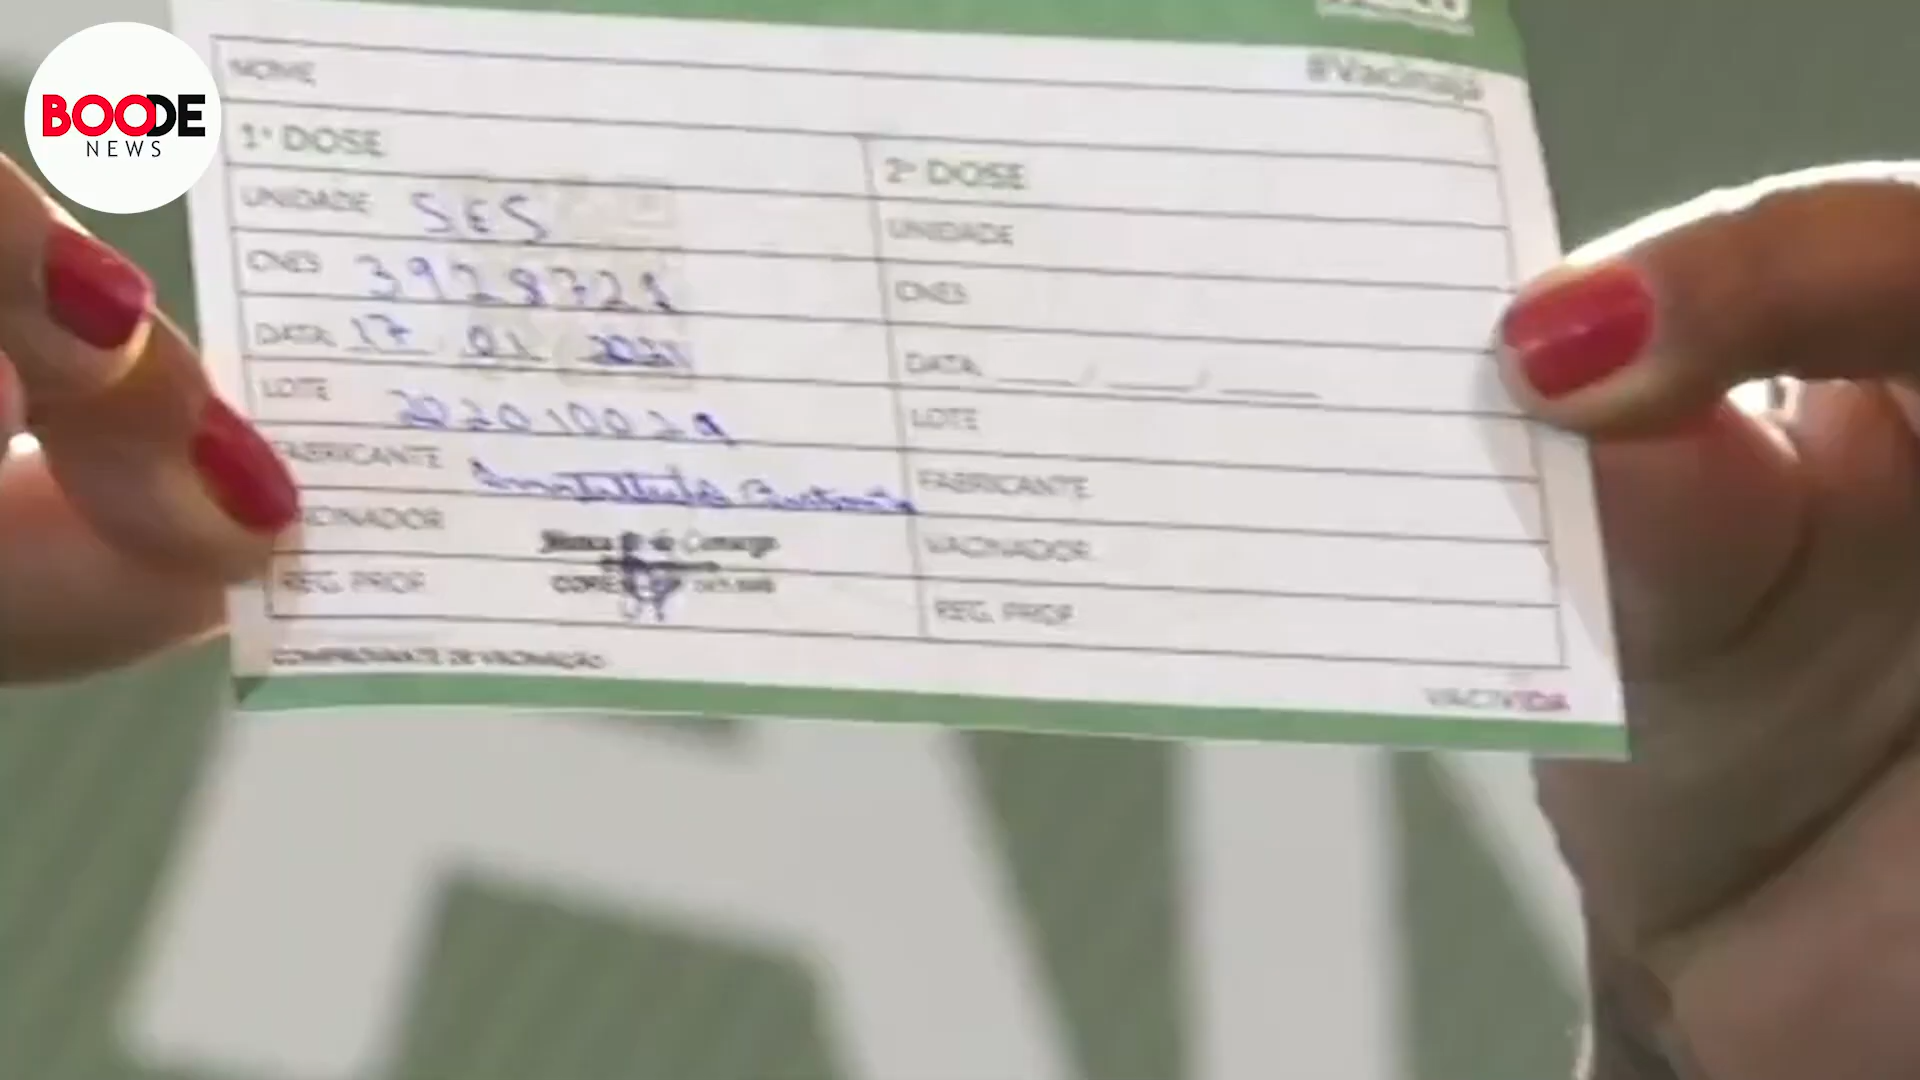 BOODE
NEWS
#VacinaJá
NOME
1ª DOSE
2ª DOSE
UNIDADE SES
UNIDADE
CNES 3928721
CNES
DATA 17 01 2021
DATA / /
LOTE 202010029
LOTE
FABRICANTE
FABRICANTE
VACINADOR
VACINADOR
REG. PROF.
REG. PROF.
COMPROVANTE DE VACINAÇÃO
VACIVIDA